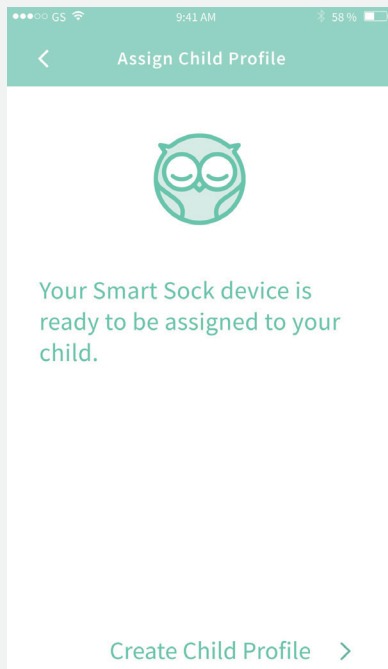 GS 9:41 AM 58 %
Assign Child Profile
Your Smart Sock device is
ready to be assigned to your
child.
Create Child Profile